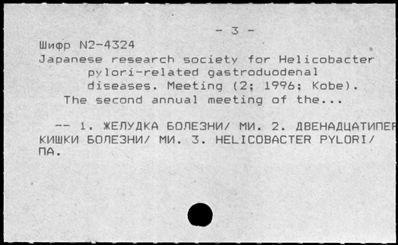 - 3 -
Шифр N2-4324
Japanese research society for Helicobacter
pylori-related gastroduodenal
diseases. Meeting (2; 1996; Kobe).
The second annual meeting of the...
-- 1. ЖЕЛУДКА БОЛЕЗНИ/ МИ. 2. ДВЕНАДЦАТИПЕР
КИШКИ БОЛЕЗНИ/ МИ. 3. HELICOBACTER PYLORI/
ПА.